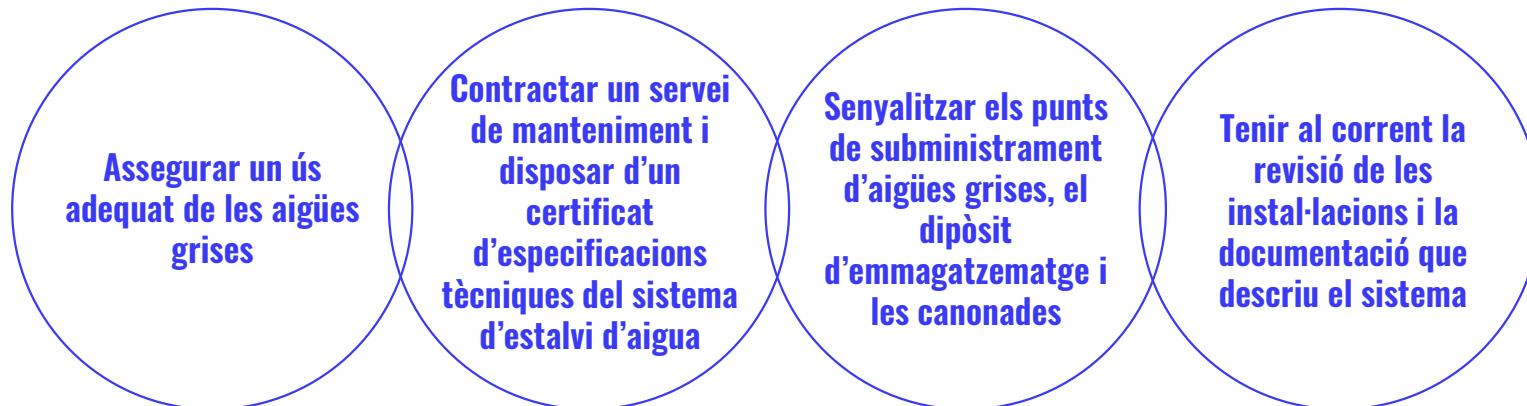 Assegurar un ús
adequat de les aigües
grises
Contractar un servei
de manteniment i
disposar d’un
certificat
d’especificacions
tècniques del sistema
d’estalvi d’aigua
Senyalitzar els punts
de subministrament
d’aigües grises, el
dipòsit
d’emmagatzematge i
les canonades
Tenir al corrent la
revisió de les
instal·lacions i la
documentació que
descriu el sistema